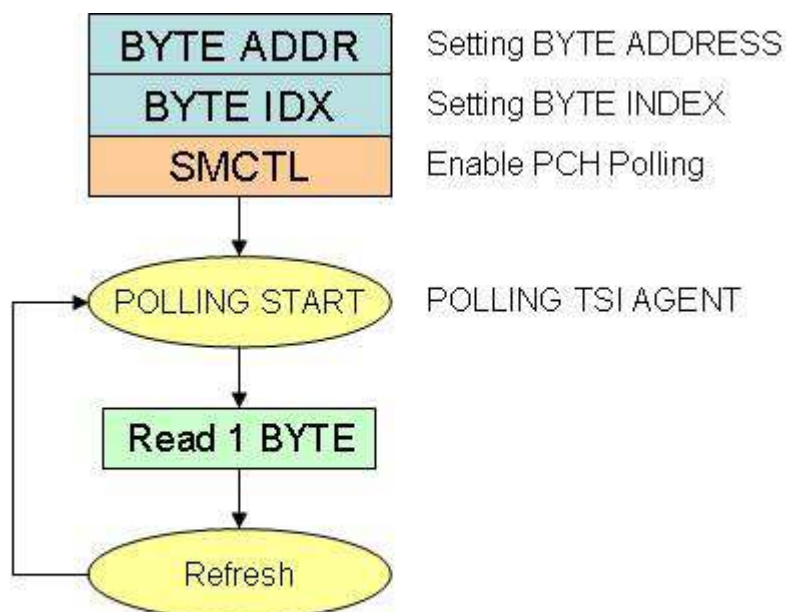 BYTE ADDR Setting BYTE ADDRESS
BYTE IDX Setting BYTE INDEX
SMCTL Enable PCH Polling
POLLING START POLLING TSI AGENT
Read 1 BYTE
Refresh